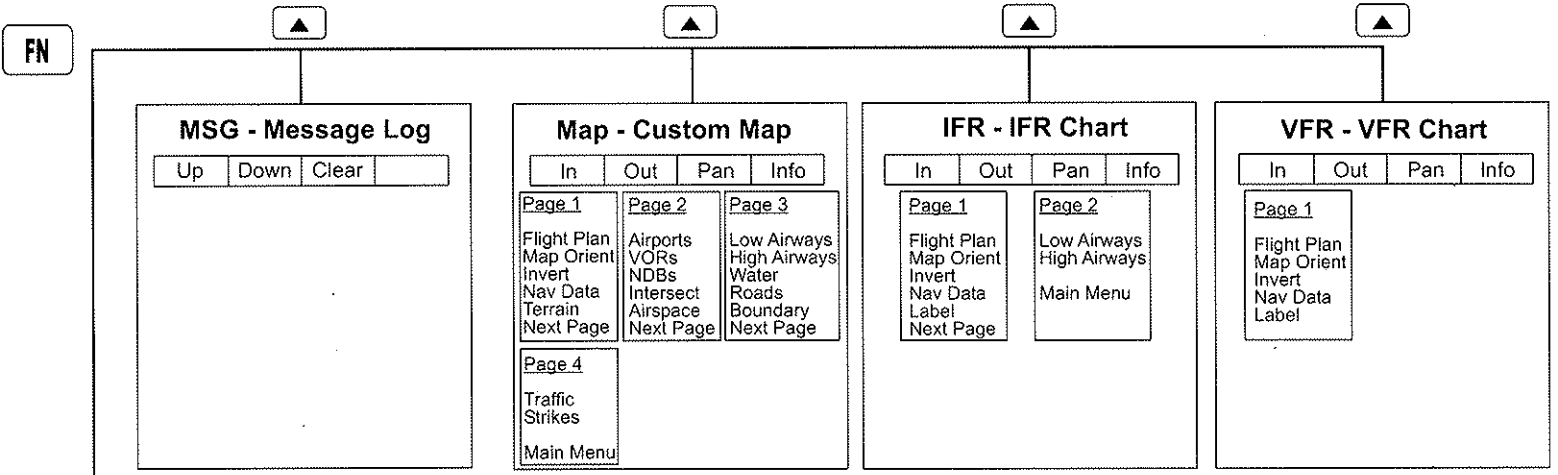 FN
MSG - Message Log
Up Down Clear
Map - Custom Map
In Out Pan Info
Page 1
Flight Plan
Map Orient
Invert
Nav Data
Terrain
Next Page
Page 2
Airports
VORs
NDBs
Intersect
Airspace
Next Page
Page 3
Low Airways
High Airways
Water
Roads
Boundary
Next Page
Page 4
Traffic
Strikes
Main Menu
IFR - IFR Chart
In Out Pan Info
Page 1
Flight Plan
Map Orient
Invert
Nav Data
Label
Next Page
Page 2
Low Airways
High Airways
Main Menu
VFR - VFR Chart
In Out Pan Info
Page 1
Flight Plan
Map Orient
Invert
Nav Data
Label